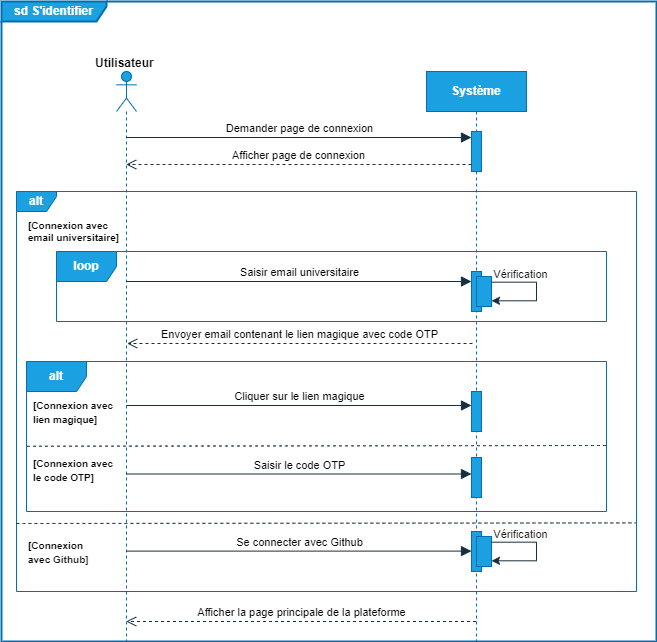 sd S'identifier
Utilisateur
Système
Demander page de connexion
Afficher page de connexion
alt
[Connexion avec
email universitaire]
loop
Saisir email universitaire
Vérification
Envoyer email contenant le lien magique avec code OTP
alt
Cliquer sur le lien magique
[Connexion avec
lien magique]
[Connexion avec
le code OTP]
Saisir le code OTP
[Connexion
avec Github]
Se connecter avec Github
Vérification
Afficher la page principale de la plateforme